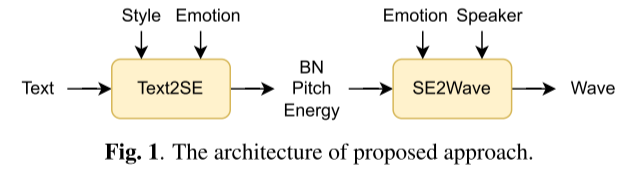 Style Emotion
Emotion Speaker
Text
Text2SE
BN
Pitch
Energy
SE2Wave
Wave
Fig. 1. The architecture of proposed approach.